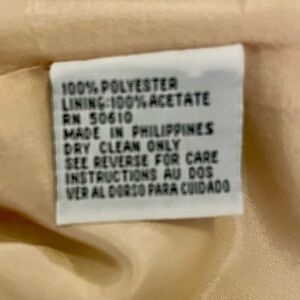 100% POLYESTER
LINING:100% ACETATE
RN 50610
MADE IN PHILIPPINES
DRY CLEAN ONLY
SEE REVERSE FOR CARE
INSTRUCTIONS AU DOS
VER AL DORSO PARA CUIDADO